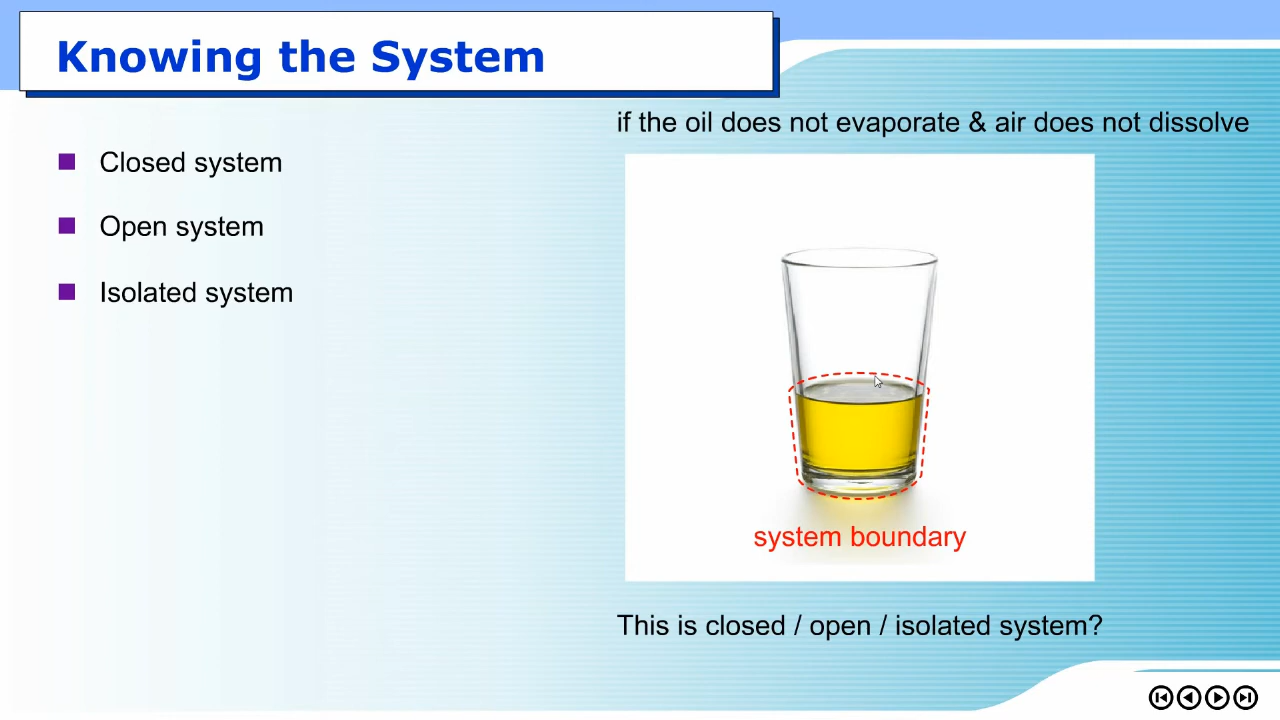 Knowing the System
Closed system
Open system
Isolated system
if the oil does not evaporate & air does not dissolve
system boundary
This is closed / open / isolated system?